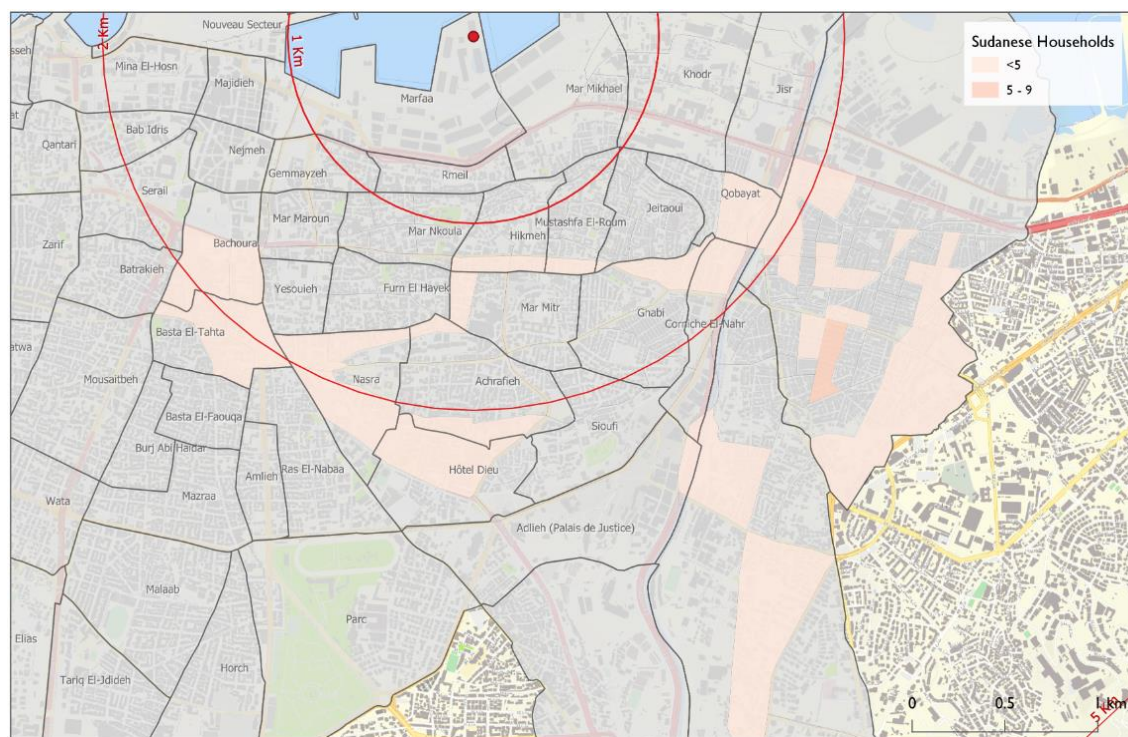 Nouveau Secteur
2 Km
1 Km
Mina El-Hosn
Majidieh
Marfaa
Mar Mikhael
Khodr
Jisr
Sudanese Households
<5
5 - 9
Bab Idris
Qantari
Nejmeh
Gemmayzeh
Rmeil
Serail
Qobayat
Jeitaoui
Mar Maroun
Mar Nkoula
Mustashfa El-Roum
Hikmeh
Zarif
Bachoura
Batrakieh
Yesouieh
Furn El Hayek
Mar Mitr
Ghabi
Corniche El-Nahr
Basta El-Tahta
Mousaitbeh
Nasra
Achrafieh
Basta El-Faouqa
Sioufi
Burj Abi Haidar
Amlieh
Ras El-Nabaa
Hôtel Dieu
Wata
Mazraa
Adlieh (Palais de Justice)
Malaab
Parc
Elias
Horch
Tariq El-Jdideh
0
0.5
1 km
5 Km